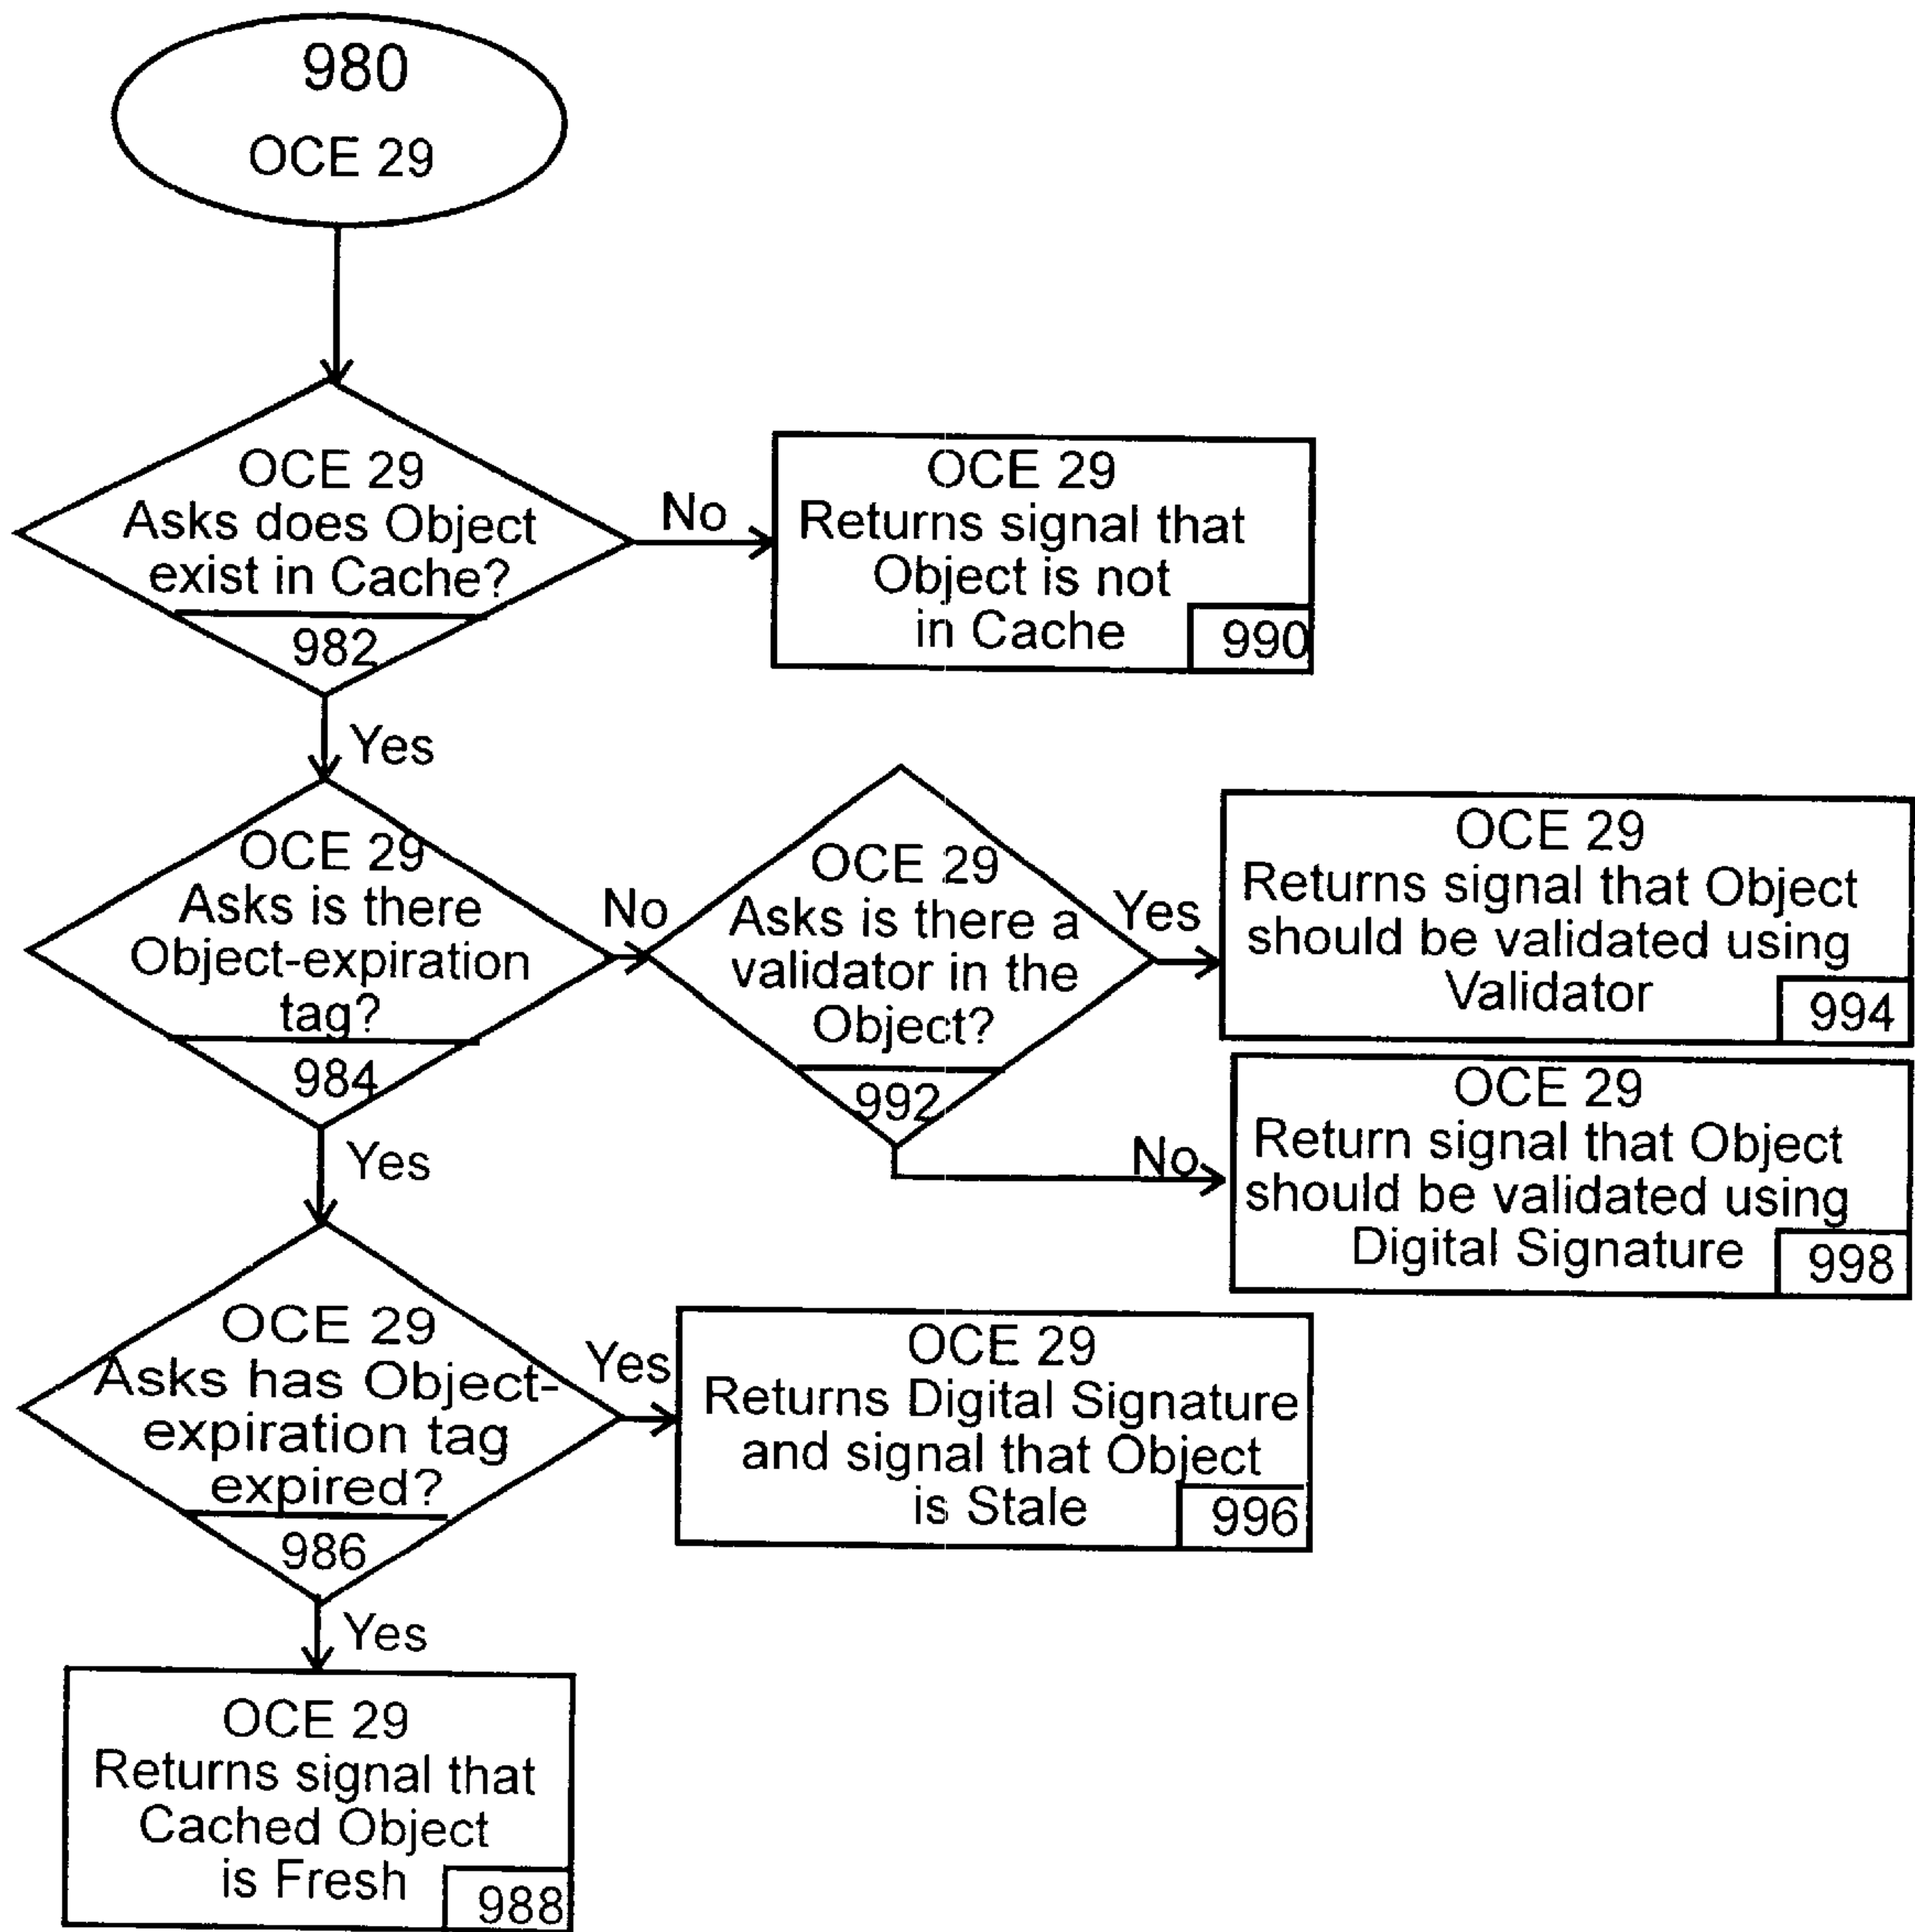 980
OCE 29
OCE 29
Asks does Object
exist in Cache?
982
No
OCE 29
Returns signal that
Object is not
in Cache
990
Yes
OCE 29
Asks is there
Object-expiration
tag?
984
No
OCE 29
Asks is there a
validator in the
Object?
992
Yes
OCE 29
Returns signal that Object
should be validated using
Validator
994
No
OCE 29
Return signal that Object
should be validated using
Digital Signature
998
Yes
OCE 29
Asks has Object-
expiration tag
expired?
986
Yes
OCE 29
Returns Digital Signature
and signal that Object
is Stale
996
Yes
OCE 29
Returns signal that
Cached Object
is Fresh
988